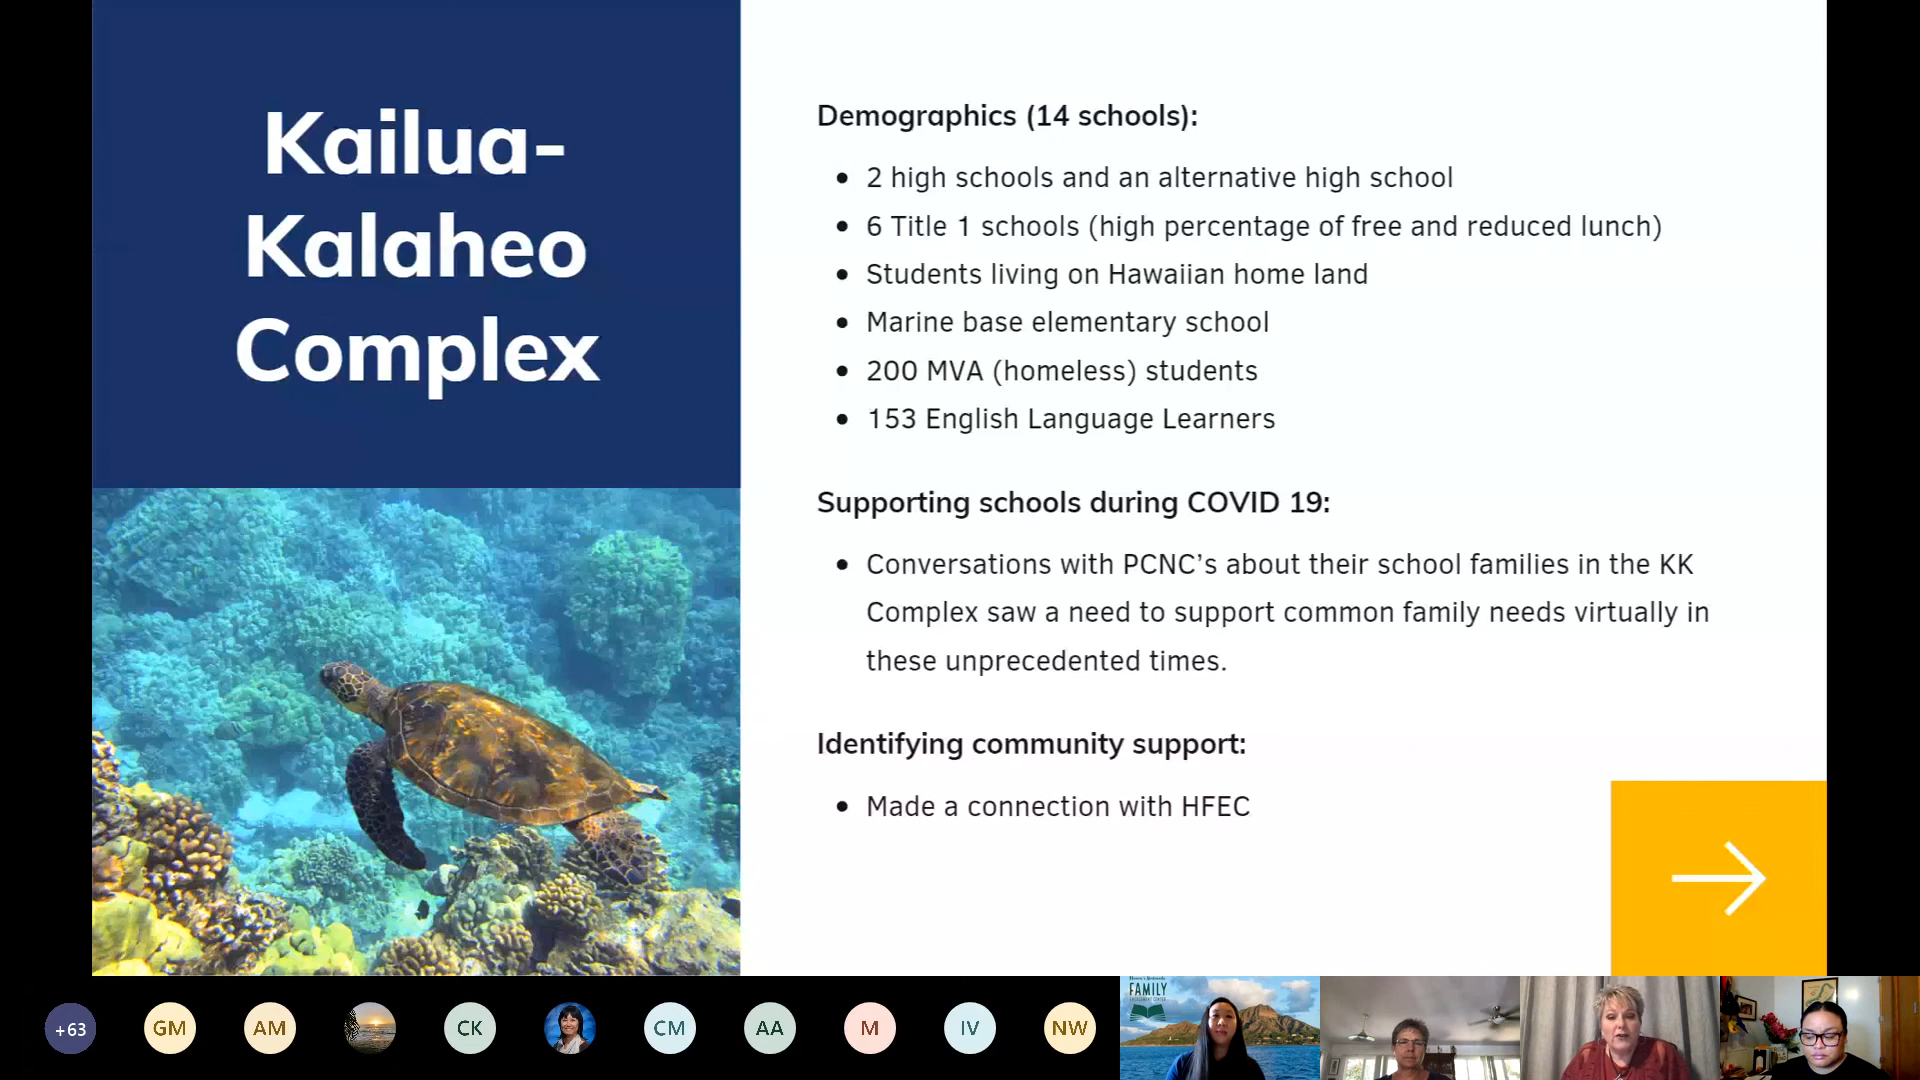 Kailua-
Kalaheo
Complex
Demographics (14 schools):
• 2 high schools and an alternative high school
• 6 Title 1 schools (high percentage of free and reduced lunch)
• Students living on Hawaiian home land
• Marine base elementary school
• 200 MVA (homeless) students
• 153 English Language Learners
Supporting schools during COVID 19:
• Conversations with PCNC’s about their school families in the KK
Complex saw a need to support common family needs virtually in
these unprecedented times.
Identifying community support:
• Made a connection with HFEC
+63
GM
AM
CK
CM
AA
M
IV
NW
FAMILY